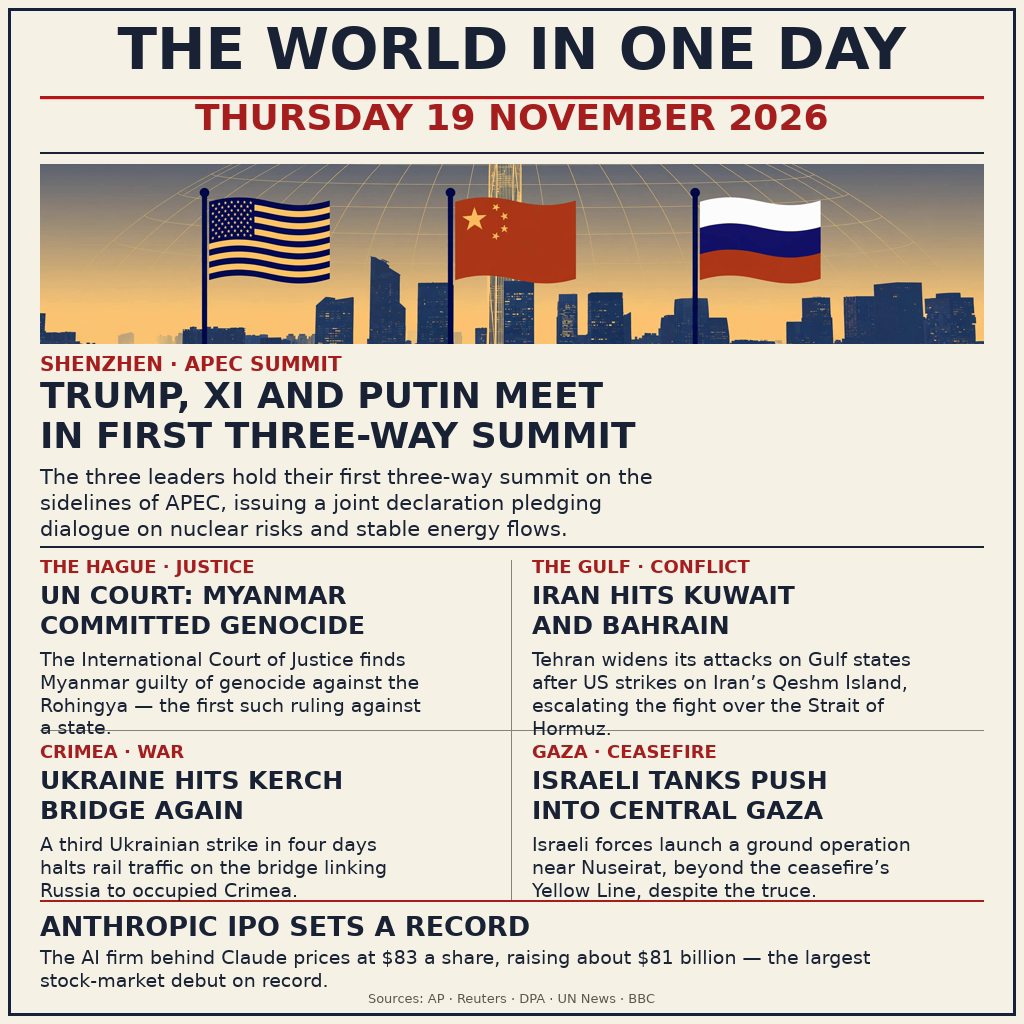 THE WORLD IN ONE DAY
THURSDAY 19 NOVEMBER 2026
SHENZHEN · APEC SUMMIT
TRUMP, XI AND PUTIN MEET
IN FIRST THREE-WAY SUMMIT
The three leaders hold their first three-way summit on the
sidelines of APEC, issuing a joint declaration pledging
dialogue on nuclear risks and stable energy flows.
THE HAGUE · JUSTICE
UN COURT: MYANMAR
COMMITTED GENOCIDE
The International Court of Justice finds
Myanmar guilty of genocide against the
Rohingya — the first such ruling against
a state.
THE GULF · CONFLICT
IRAN HITS KUWAIT
AND BAHRAIN
Tehran widens its attacks on Gulf states
after US strikes on Iran’s Qeshm Island,
escalating the fight over the Strait of
Hormuz.
CRIMEA · WAR
UKRAINE HITS KERCH
BRIDGE AGAIN
A third Ukrainian strike in four days
halts rail traffic on the bridge linking
Russia to occupied Crimea.
GAZA · CEASEFIRE
ISRAELI TANKS PUSH
INTO CENTRAL GAZA
Israeli forces launch a ground operation
near Nuseirat, beyond the ceasefire’s
Yellow Line, despite the truce.
ANTHROPIC IPO SETS A RECORD
The AI firm behind Claude prices at $83 a share, raising about $81 billion — the largest
stock-market debut on record.
Sources: AP · Reuters · DPA · UN News · BBC